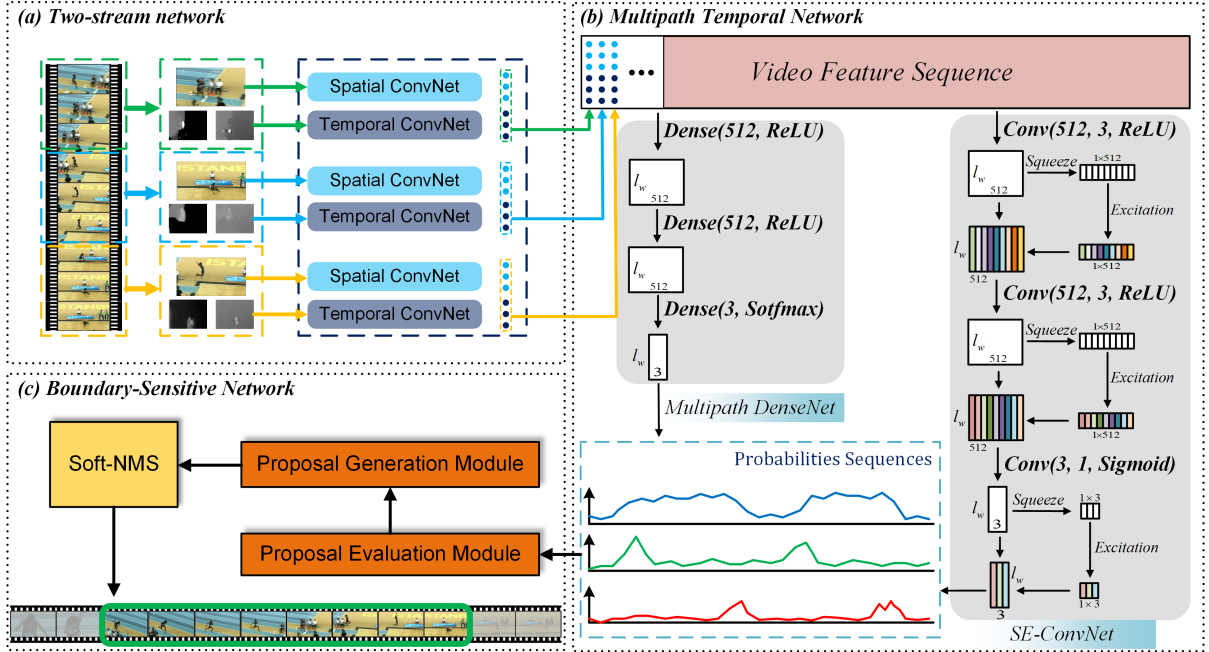 (a) Two-stream network
Spatial ConvNet
Temporal ConvNet
Spatial ConvNet
Temporal ConvNet
Spatial ConvNet
Temporal ConvNet
(b) Multipath Temporal Network
...
Video Feature Sequence
Dense(512, ReLU)
l_w
512
Dense(512, ReLU)
l_w
512
Dense(3, Sotfmax)
l_w
3
Multipath DenseNet
Conv(512, 3, ReLU)
l_w
512
Squeeze
1×512
Excitation
l_w
512
1×512
Conv(512, 3, ReLU)
l_w
512
Squeeze
1×512
Excitation
l_w
512
1×512
Conv(3, 1, Sigmoid)
l_w
3
Squeeze
1×3
Excitation
l_w
3
1×3
SE-ConvNet
Probabilities Sequences
(c) Boundary-Sensitive Network
Soft-NMS
Proposal Generation Module
Proposal Evaluation Module